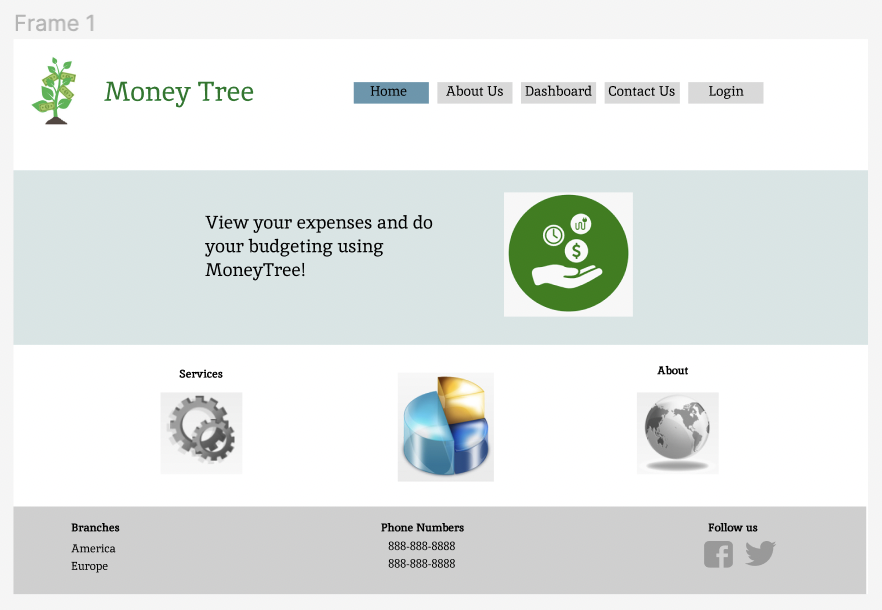 Frame 1
Money Tree
Home About Us Dashboard Contact Us Login
View your expenses and do
your budgeting using
MoneyTree!
$
Services
About
Branches
America
Europe
Phone Numbers
888-888-8888
888-888-8888
Follow us